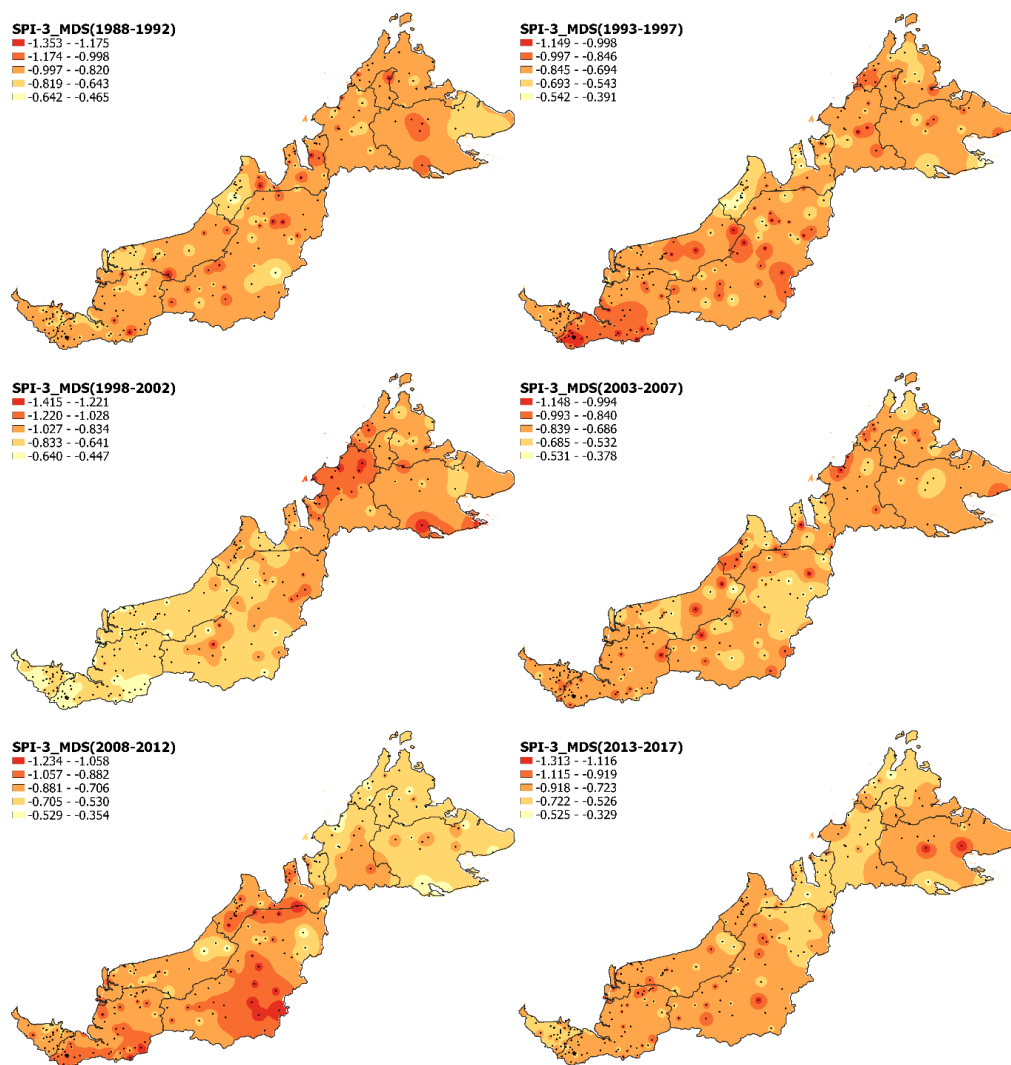 SPI-3_MDS(1988-1992)
-1.353 - -1.175
-1.174 - -0.998
-0.997 - -0.820
-0.819 - -0.643
-0.642 - -0.465
SPI-3_MDS(1993-1997)
-1.149 - -0.998
-0.997 - -0.846
-0.845 - -0.694
-0.693 - -0.543
-0.542 - -0.391
SPI-3_MDS(1998-2002)
-1.415 - -1.221
-1.220 - -1.028
-1.027 - -0.834
-0.833 - -0.641
-0.640 - -0.447
SPI-3_MDS(2003-2007)
-1.148 - -0.994
-0.993 - -0.840
-0.839 - -0.686
-0.685 - -0.532
-0.531 - -0.378
SPI-3_MDS(2008-2012)
-1.234 - -1.058
-1.057 - -0.882
-0.881 - -0.706
-0.705 - -0.530
-0.529 - -0.354
SPI-3_MDS(2013-2017)
-1.313 - -1.116
-1.115 - -0.919
-0.918 - -0.723
-0.722 - -0.526
-0.525 - -0.329